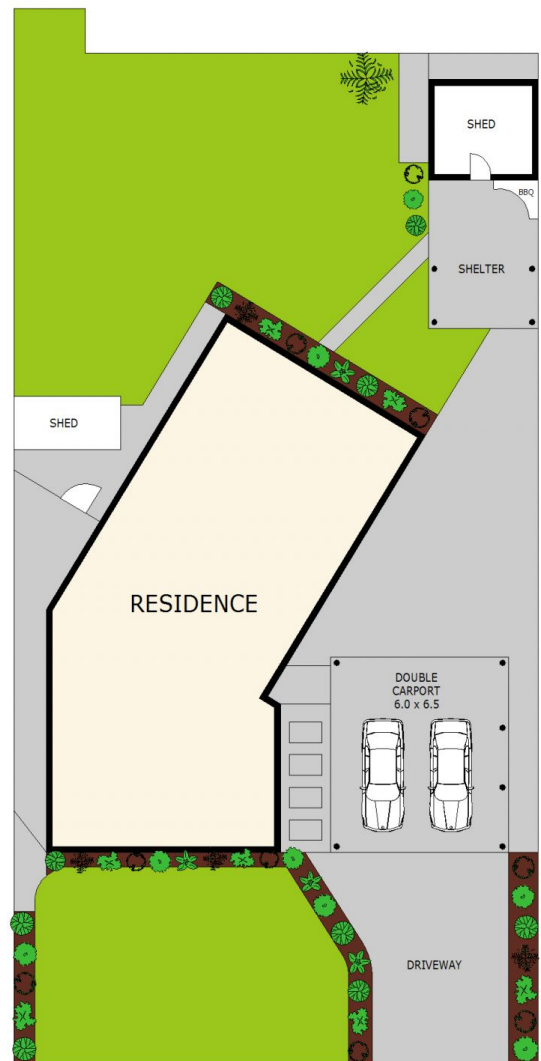 SHED
BBQ
SHELTER
SHED
RESIDENCE
DOUBLE
CARPORT
6.0 x 6.5
DRIVEWAY